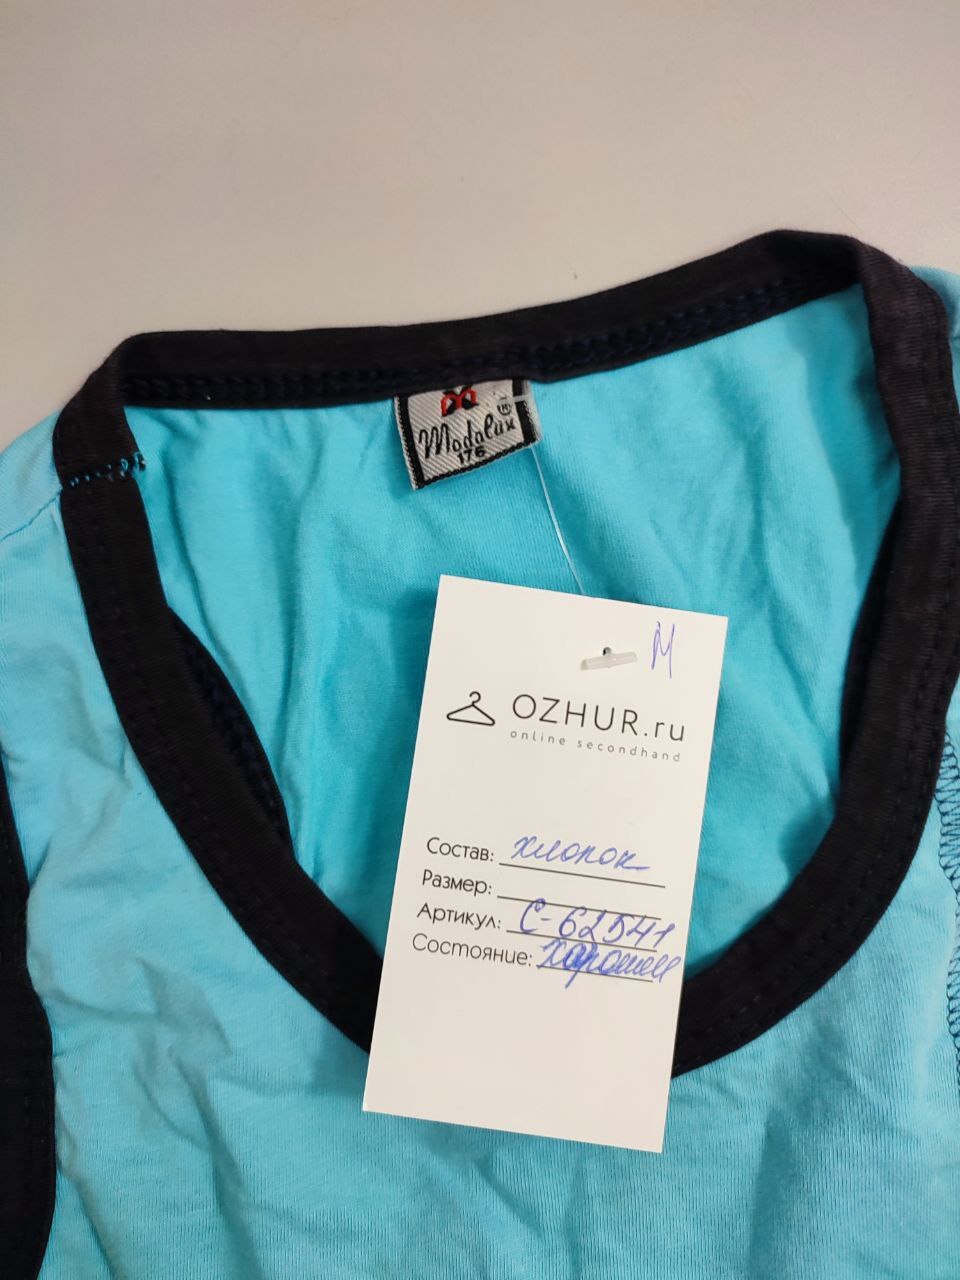 Modalux ®
176
М
OZHUR.ru
online secondhand
Состав: хлопок
Размер:
Артикул: С-62541
Состояние: хорошее